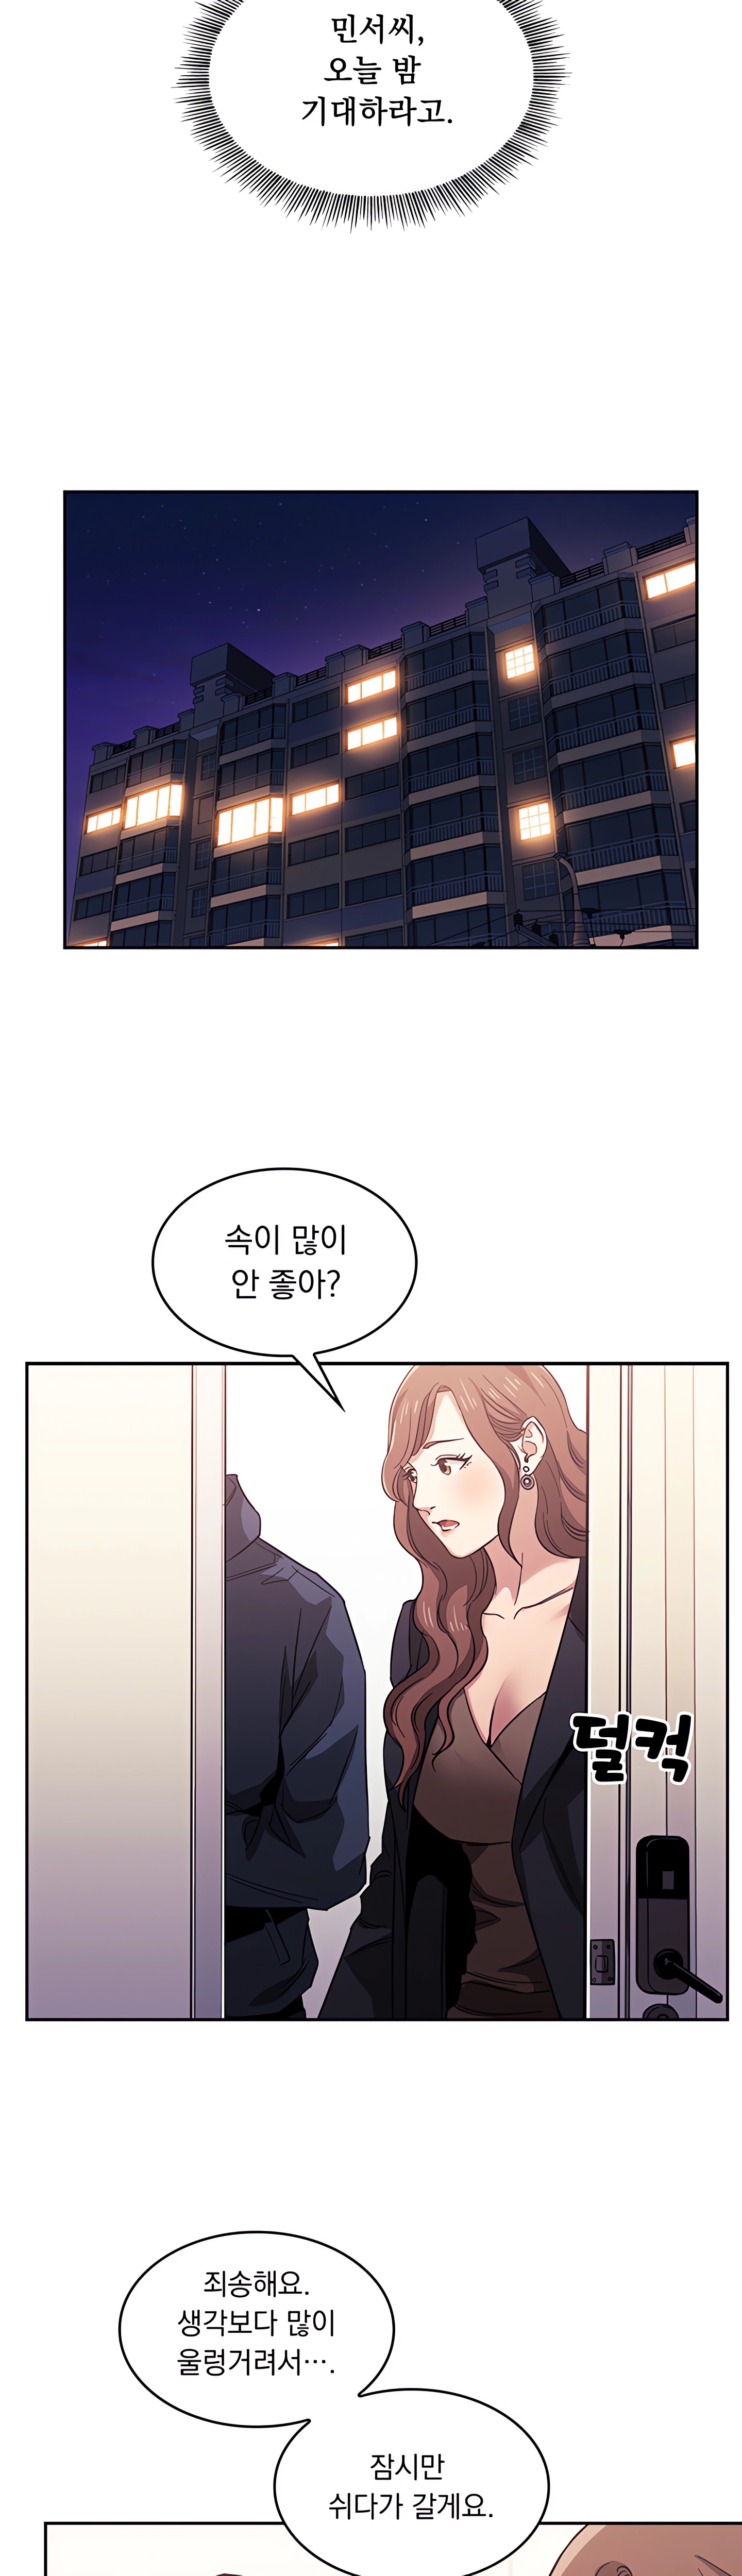 민서씨,
오늘 밤
기대하라고.
속이 많이
안 좋아?
덜컥
죄송해요.
생각보다 많이
울렁거려서….
잠시만
쉬다가 갈게요.